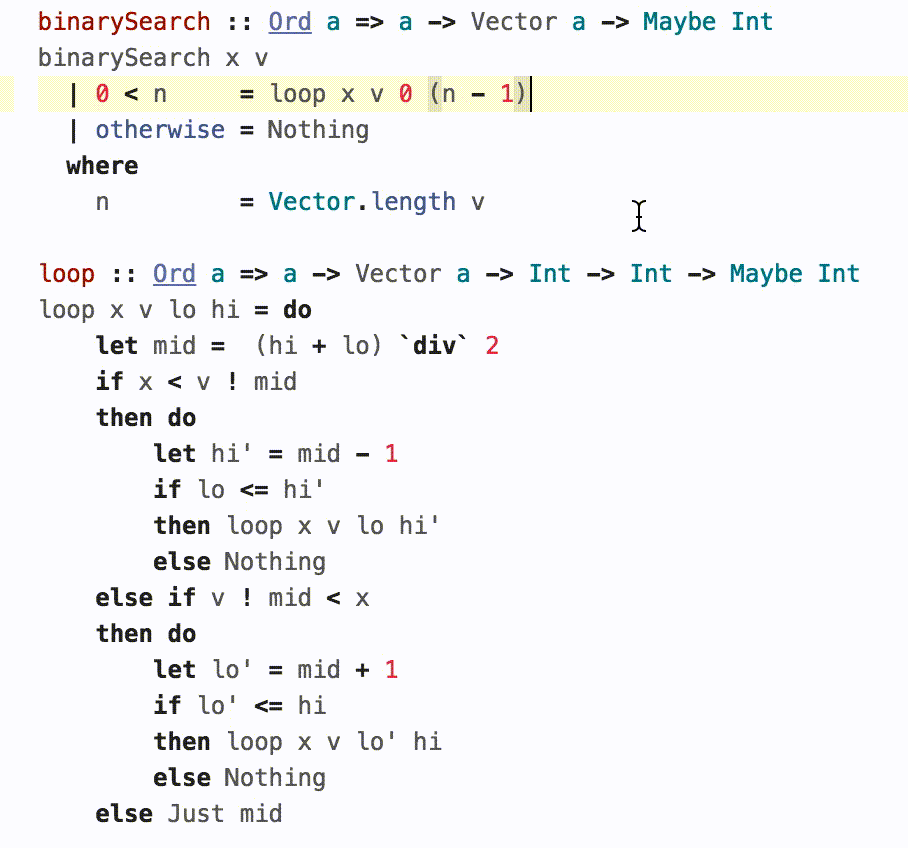 binarySearch :: Ord a => a -> Vector a -> Maybe Int
binarySearch x v
  | 0 < n     = loop x v 0 (n - 1)
  | otherwise = Nothing
  where
    n         = Vector.length v

loop :: Ord a => a -> Vector a -> Int -> Int -> Maybe Int
loop x v lo hi = do
    let mid =  (hi + lo) `div` 2
    if x < v ! mid
    then do
        let hi' = mid - 1
        if lo <= hi'
        then loop x v lo hi'
        else Nothing
    else if v ! mid < x
    then do
        let lo' = mid + 1
        if lo' <= hi
        then loop x v lo' hi
        else Nothing
    else Just mid